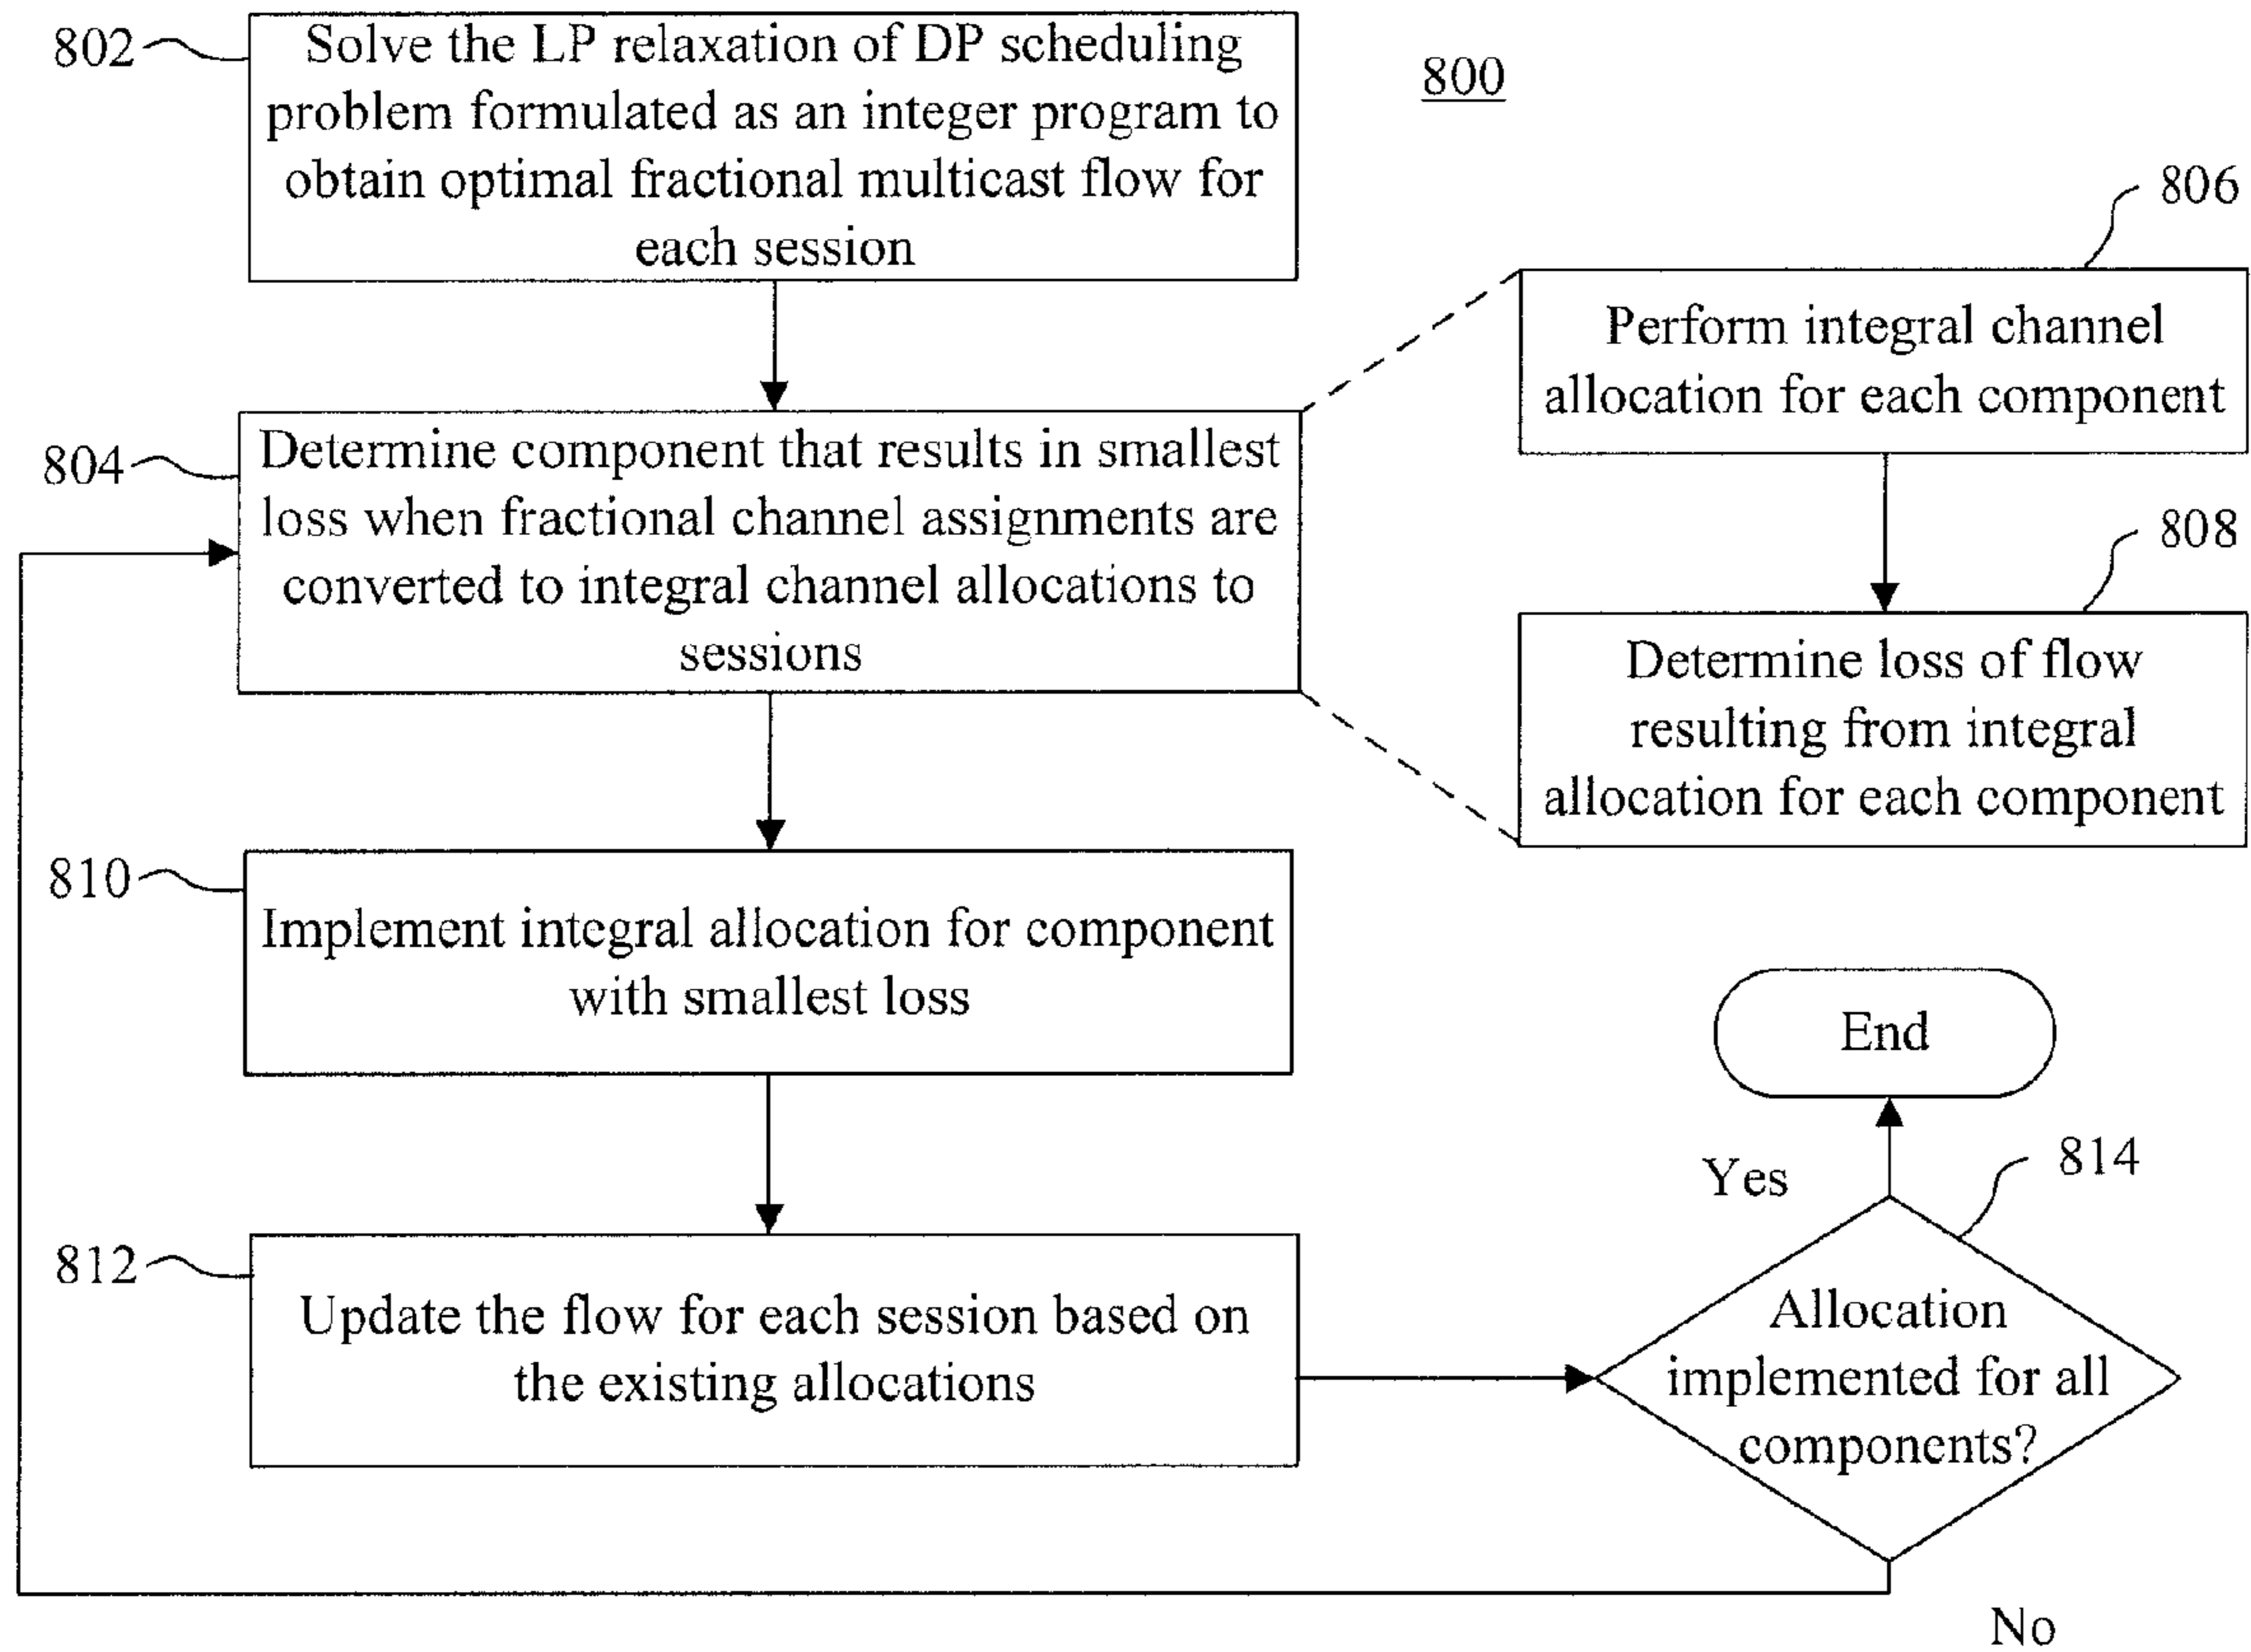 802
Solve the LP relaxation of DP scheduling
problem formulated as an integer program to
obtain optimal fractional multicast flow for
each session
800
804
Determine component that results in smallest
loss when fractional channel assignments are
converted to integral channel allocations to
sessions
806
Perform integral channel
allocation for each component
808
Determine loss of flow
resulting from integral
allocation for each component
810
Implement integral allocation for component
with smallest loss
812
Update the flow for each session based on
the existing allocations
End
Yes
814
Allocation
implemented for all
components?
No